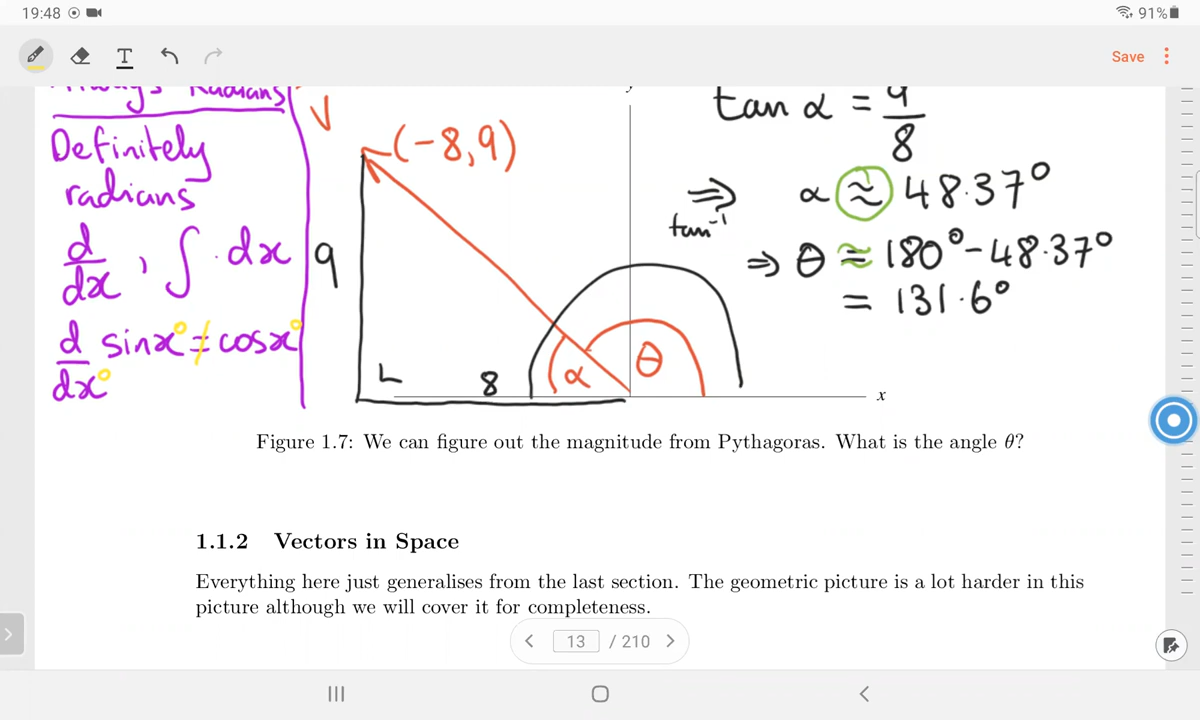 19:48
91%
T
Save
Always Radians
Definitely
radians
d/dx , ∫ · dx
d/dx° sinx° ≠ cosx°
(-8,9)
9
8
α
θ
y
x
tan α = 9/8
⇒ tan⁻¹ α ≈ 48.37°
⇒ θ ≈ 180° - 48.37°
= 131.6°
Figure 1.7: We can figure out the magnitude from Pythagoras. What is the angle θ?
1.1.2 Vectors in Space
Everything here just generalises from the last section. The geometric picture is a lot harder in this
picture although we will cover it for completeness.
13 / 210